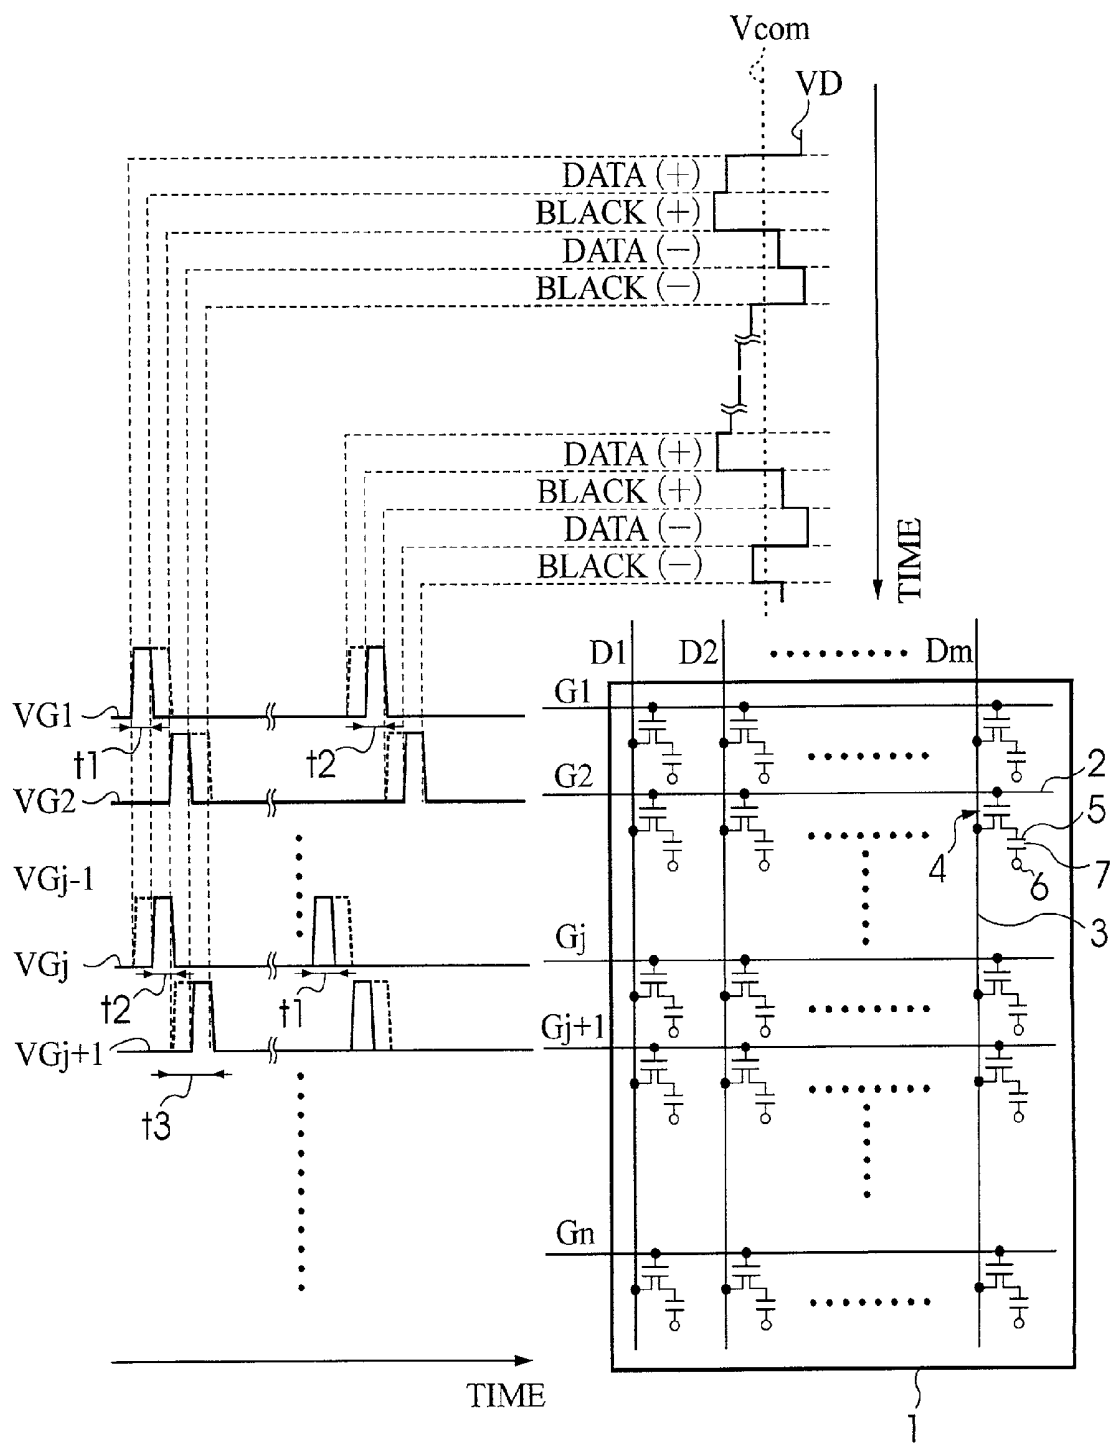 Vcom
VD
DATA (+)
BLACK (+)
DATA (−)
BLACK (−)
DATA (+)
BLACK (+)
DATA (−)
BLACK (−)
TIME
D1 D2 Dm
G1
VG1
t1 t2
G2 2
VG2
5
4 6 7
VGj-1
3
Gj
VGj
t2 t1
Gj+1
VGj+1
t3
Gn
TIME
1